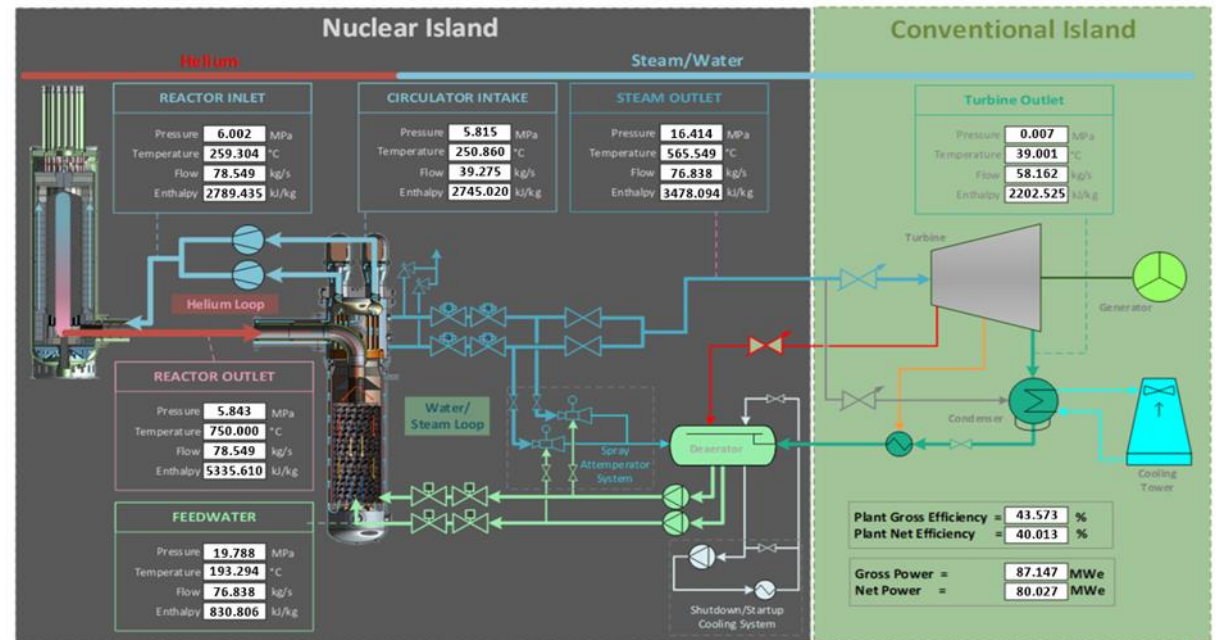 Nuclear Island
Conventional Island
Helium
Steam/Water
REACTOR INLET
Pressure 6.002 MPa
Temperature 259.304 °C
Flow 78.549 kg/s
Enthalpy 2789.435 kJ/kg
CIRCULATOR INTAKE
Pressure 5.815 MPa
Temperature 250.860 °C
Flow 39.275 kg/s
Enthalpy 2745.020 kJ/kg
STEAM OUTLET
Pressure 16.414 MPa
Temperature 565.549 °C
Flow 76.838 kg/s
Enthalpy 3478.094 kJ/kg
Turbine Outlet
Pressure 0.007 MPa
Temperature 39.001 °C
Flow 58.162 kg/s
Enthalpy 2202.525 kJ/kg
Turbine
Generator
Helium Loop
REACTOR OUTLET
Pressure 5.843 MPa
Temperature 750.000 °C
Flow 78.549 kg/s
Enthalpy 5335.610 kJ/kg
Water/
Steam Loop
Spray
Attemperator
System
Deaerator
Condenser
Cooling
Tower
FEEDWATER
Pressure 19.788 MPa
Temperature 193.294 °C
Flow 76.838 kg/s
Enthalpy 830.806 kJ/kg
Shutdown/Startup
Cooling System
Plant Gross Efficiency = 43.573 %
Plant Net Efficiency = 40.013 %
Gross Power = 87.147 MWe
Net Power = 80.027 MWe